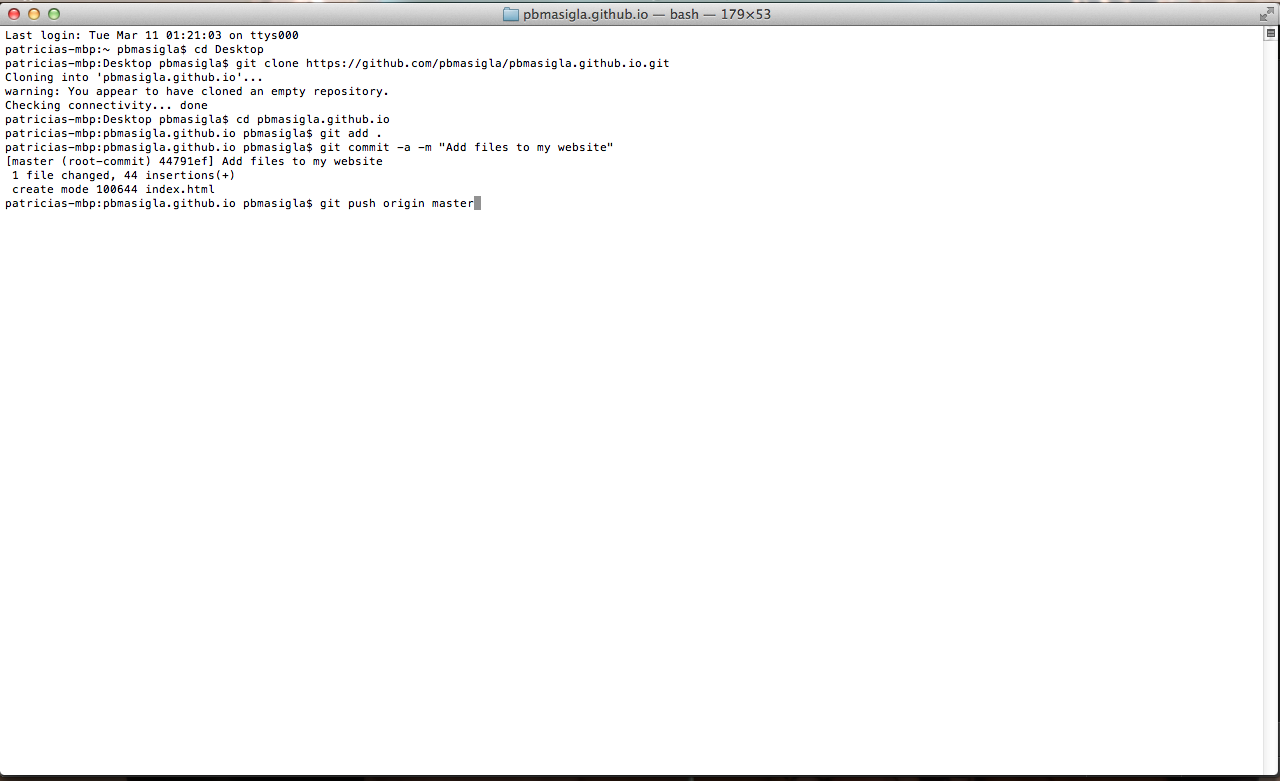 pbmasigla.github.io — bash — 179×53
Last login: Tue Mar 11 01:21:03 on ttys000
patricias-mbp:~ pbmasigla$ cd Desktop
patricias-mbp:Desktop pbmasigla$ git clone https://github.com/pbmasigla/pbmasigla.github.io.git
Cloning into 'pbmasigla.github.io'...
warning: You appear to have cloned an empty repository.
Checking connectivity... done
patricias-mbp:Desktop pbmasigla$ cd pbmasigla.github.io
patricias-mbp:pbmasigla.github.io pbmasigla$ git add .
patricias-mbp:pbmasigla.github.io pbmasigla$ git commit -a -m "Add files to my website"
[master (root-commit) 44791ef] Add files to my website
 1 file changed, 44 insertions(+)
 create mode 100644 index.html
patricias-mbp:pbmasigla.github.io pbmasigla$ git push origin master